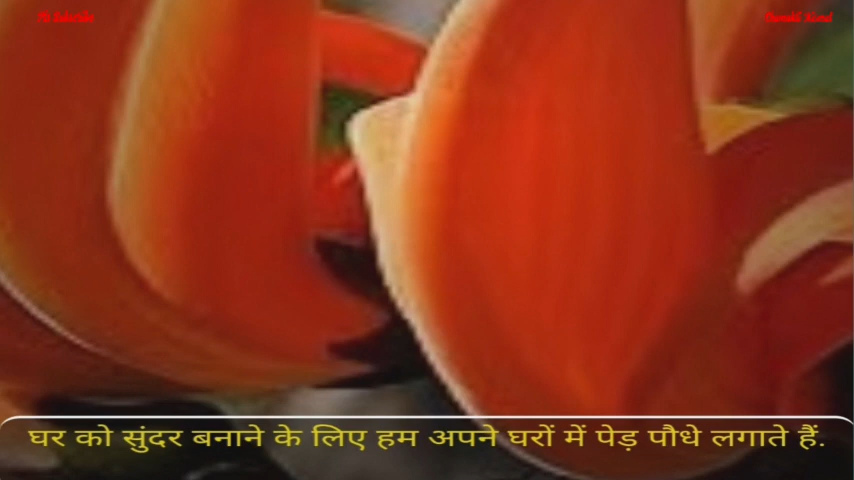 घर को सुंदर बनाने के लिए हम अपने घरों में पेड़ पौधे लगाते हैं.